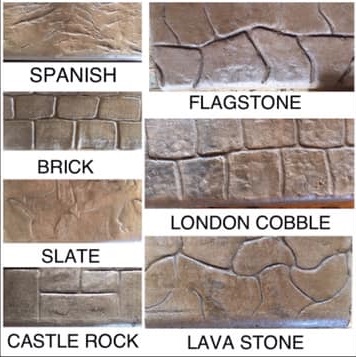 SPANISH
FLAGSTONE
BRICK
LONDON COBBLE
SLATE
CASTLE ROCK
LAVA STONE